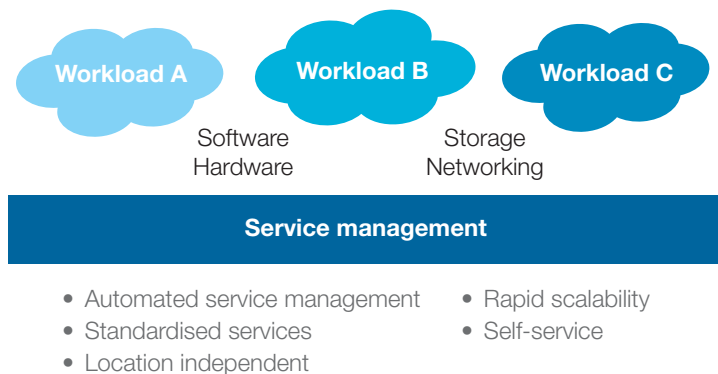 Workload A
Workload B
Workload C
Software
Hardware
Storage
Networking
Service management
• Automated service management
• Standardised services
• Location independent
• Rapid scalability
• Self-service